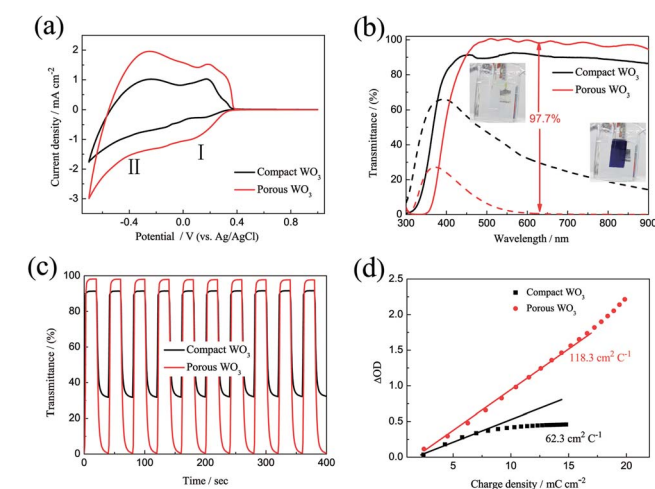 (a)
Current density / mA cm⁻²
2
1
0
-1
-2
-3
II
I
Compact WO₃
Porous WO₃
-0.4
0.0
0.4
0.8
Potential / V (vs. Ag/AgCl)
(b)
Transmittance / (%)
100
80
60
40
20
0
Compact WO₃
Porous WO₃
97.7%
300
400
500
600
700
800
900
Wavelength / nm
(c)
Transmittance / (%)
100
80
60
40
20
0
Compact WO₃
Porous WO₃
0
100
200
300
400
Time / sec
(d)
ΔOD
2.5
2.0
1.5
1.0
0.5
0.0
Compact WO₃
Porous WO₃
118.3 cm² C⁻¹
62.3 cm² C⁻¹
5
10
15
20
Charge density / mC cm⁻²